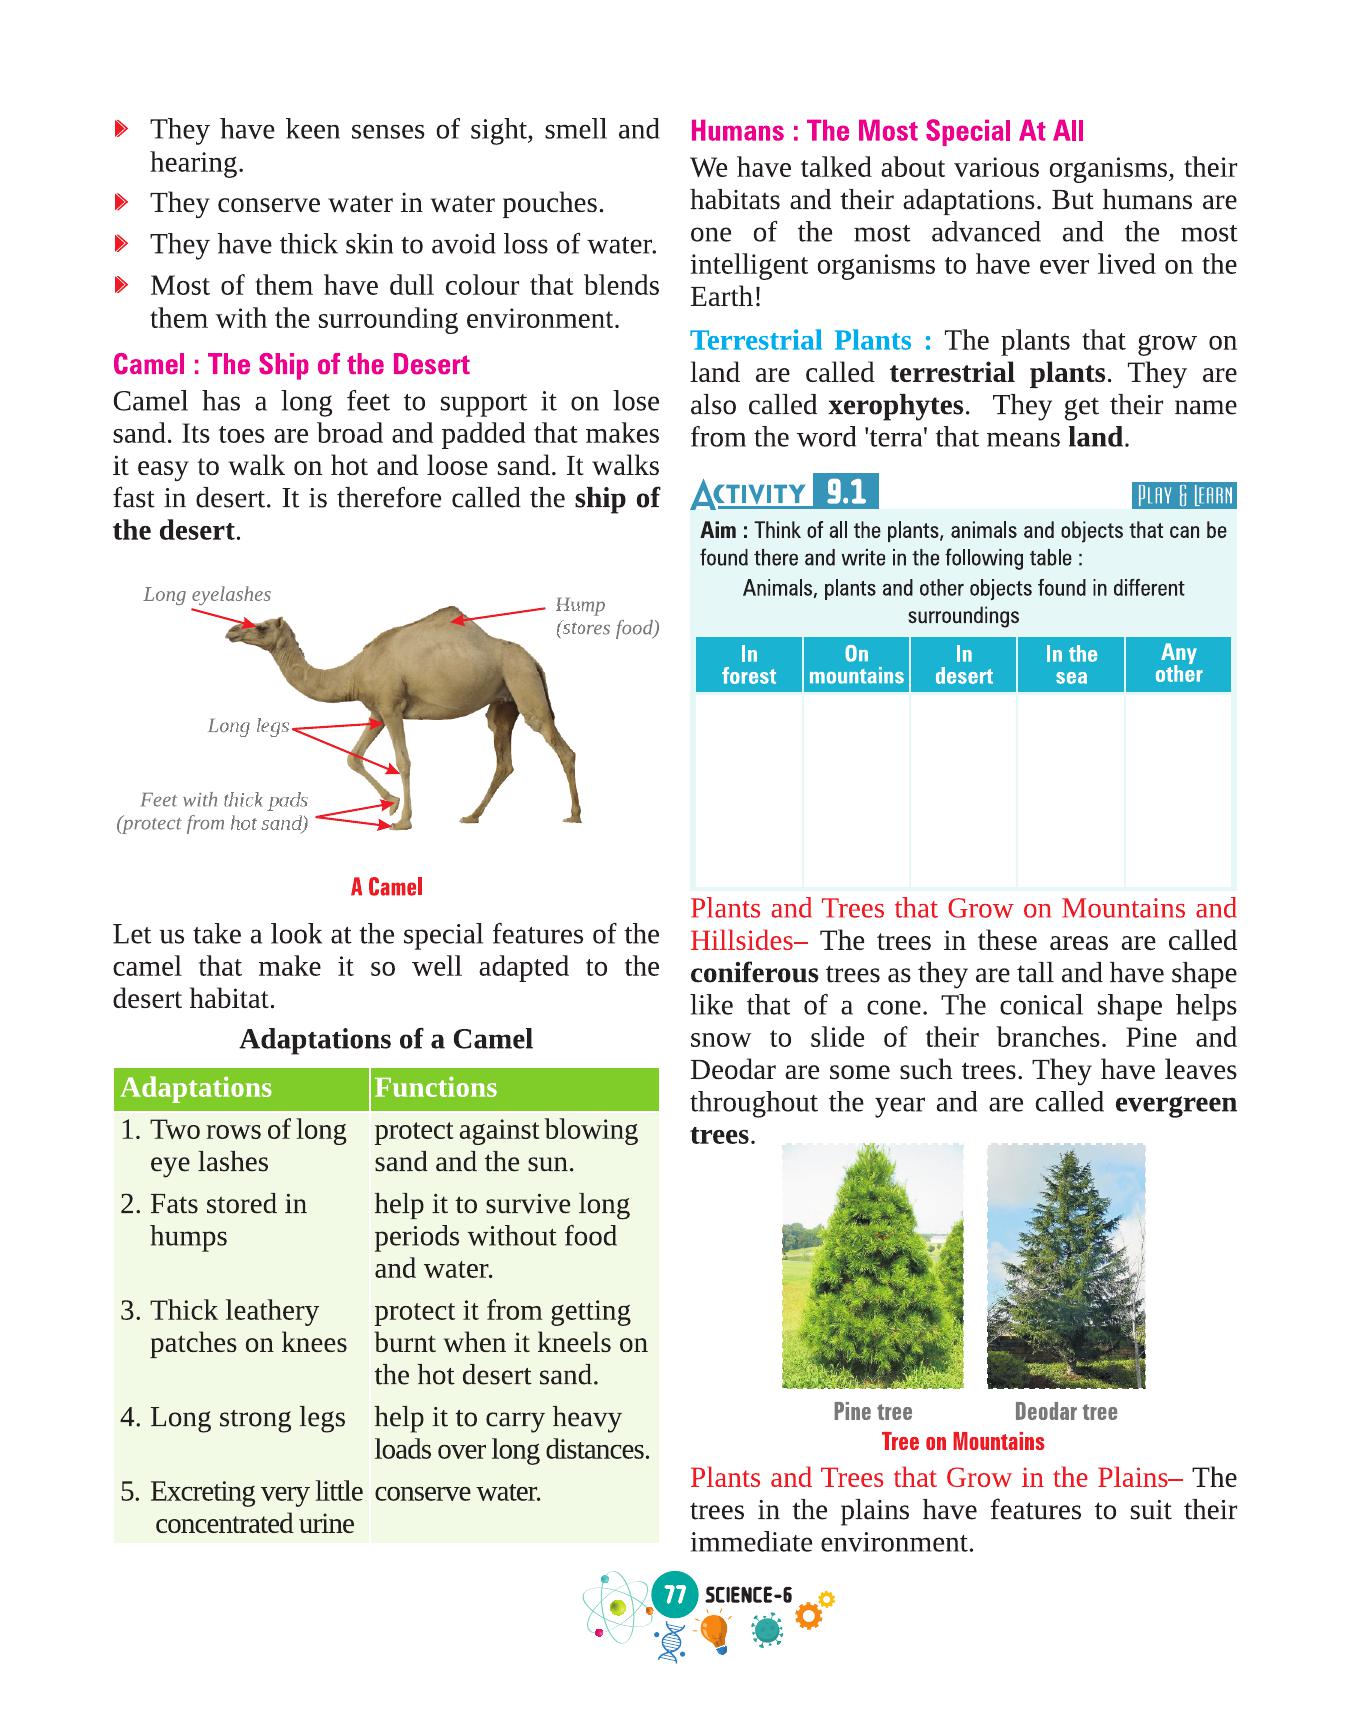 They have keen senses of sight, smell and
hearing.
They conserve water in water pouches.
They have thick skin to avoid loss of water.
Most of them have dull colour that blends
them with the surrounding environment.
Camel : The Ship of the Desert
Camel has a long feet to support it on lose
sand. Its toes are broad and padded that makes
it easy to walk on hot and loose sand. It walks
fast in desert. It is therefore called the ship of
the desert.
Long eyelashes
Hump
(stores food)
Long legs
Feet with thick pads
(protect from hot sand)
A Camel
Let us take a look at the special features of the
camel that make it so well adapted to the
desert habitat.
Adaptations of a Camel
Adaptations Functions
1. Two rows of long protect against blowing
eye lashes sand and the sun.
2. Fats stored in help it to survive long
humps periods without food
and water.
3. Thick leathery protect it from getting
patches on knees burnt when it kneels on
the hot desert sand.
4. Long strong legs help it to carry heavy
loads over long distances.
5. Excreting very little conserve water.
concentrated urine
Humans : The Most Special At All
We have talked about various organisms, their
habitats and their adaptations. But humans are
one of the most advanced and the most
intelligent organisms to have ever lived on the
Earth!
Terrestrial Plants : The plants that grow on
land are called terrestrial plants. They are
also called xerophytes. They get their name
from the word 'terra' that means land.
ACTIVITY 9.1 PLAY & LEARN
Aim : Think of all the plants, animals and objects that can be
found there and write in the following table :
Animals, plants and other objects found in different
surroundings
In On In In the Any
forest mountains desert sea other
Plants and Trees that Grow on Mountains and
Hillsides– The trees in these areas are called
coniferous trees as they are tall and have shape
like that of a cone. The conical shape helps
snow to slide of their branches. Pine and
Deodar are some such trees. They have leaves
throughout the year and are called evergreen
trees.
Pine tree Deodar tree
Tree on Mountains
Plants and Trees that Grow in the Plains– The
trees in the plains have features to suit their
immediate environment.
77 SCIENCE-6